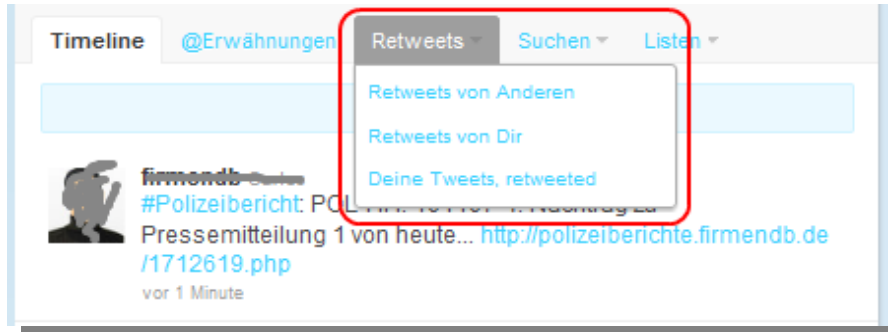 Timeline @Erwähnungen Retweets Suchen Listen
Retweets von Anderen
Retweets von Dir
Deine Tweets, retweeted
firmendb
#Polizeibericht: POL
Pressemitteilung 1 von heute... http://polizeiberichte.firmendb.de
/1712619.php
vor 1 Minute